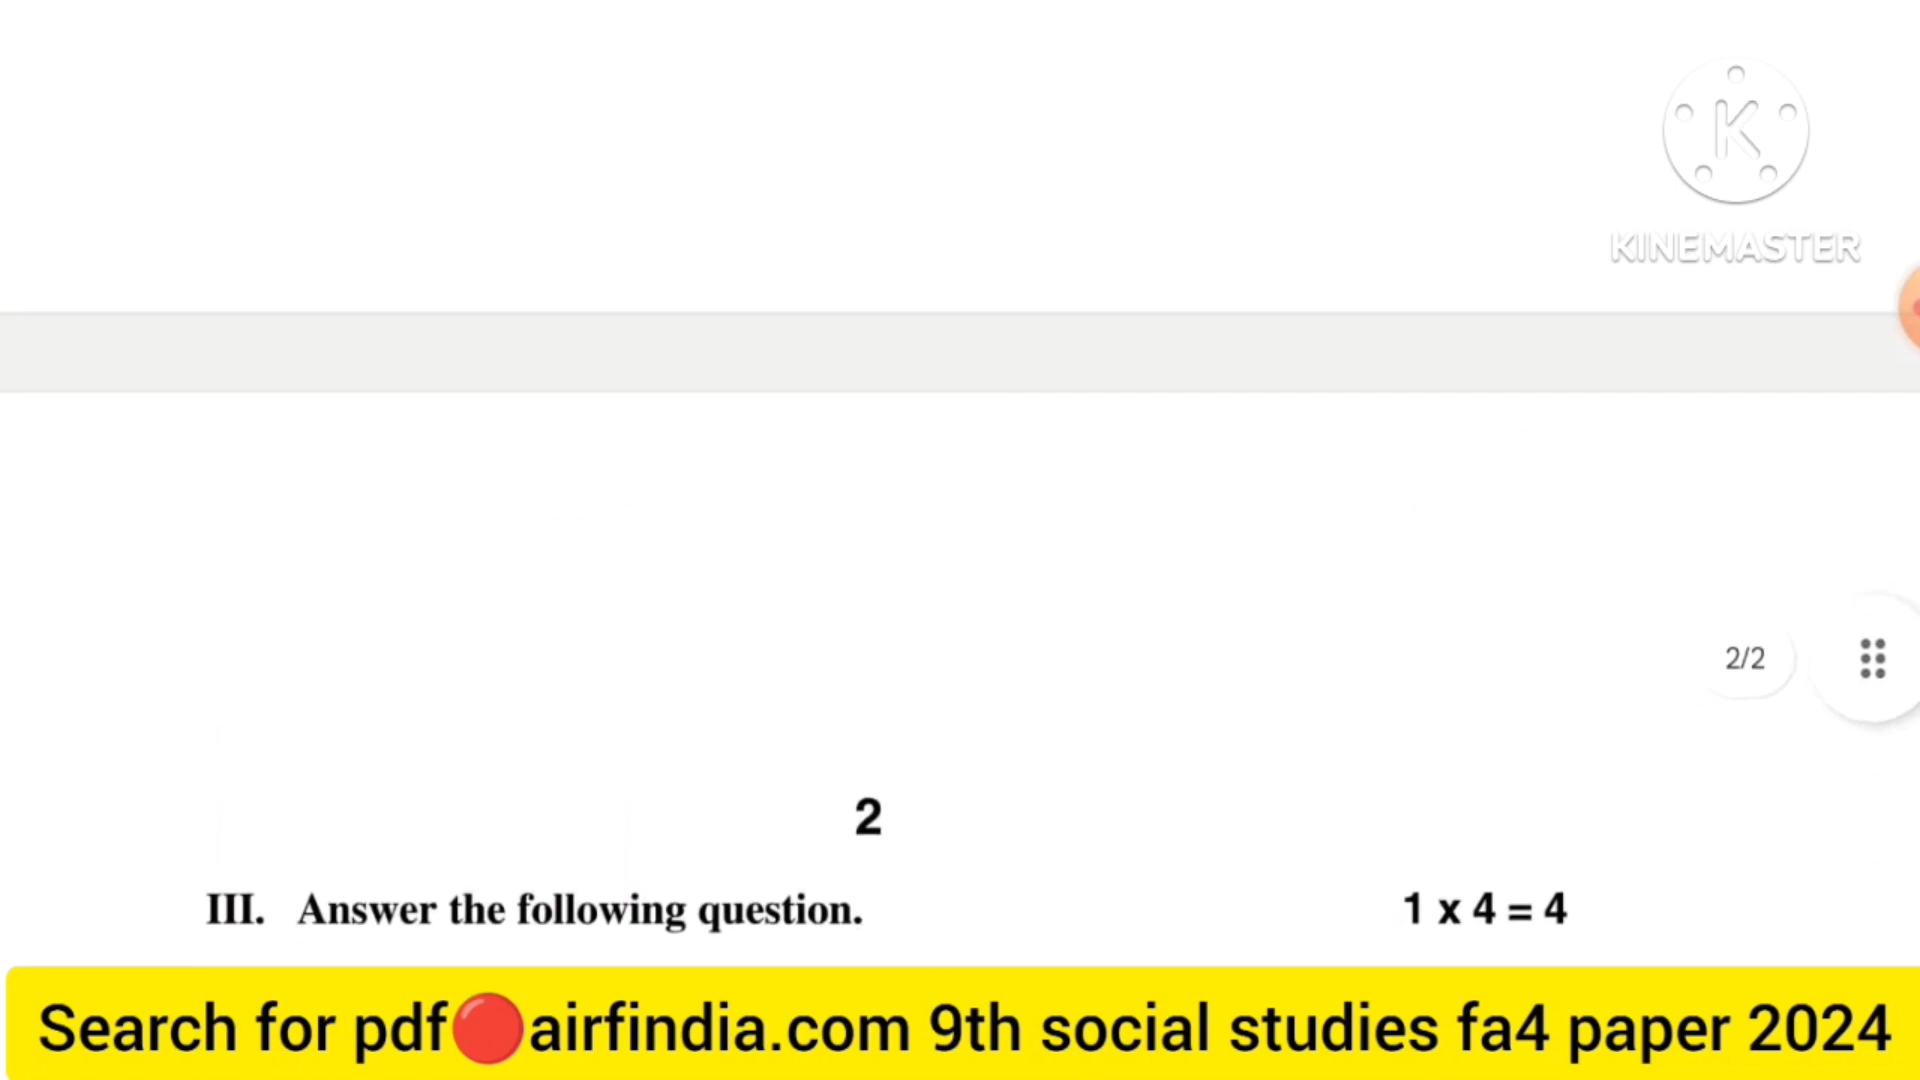 K
KINEMASTER
2/2
2
III. Answer the following question. 1 x 4 = 4
Search for pdf🔴airfindia.com 9th social studies fa4 paper 2024